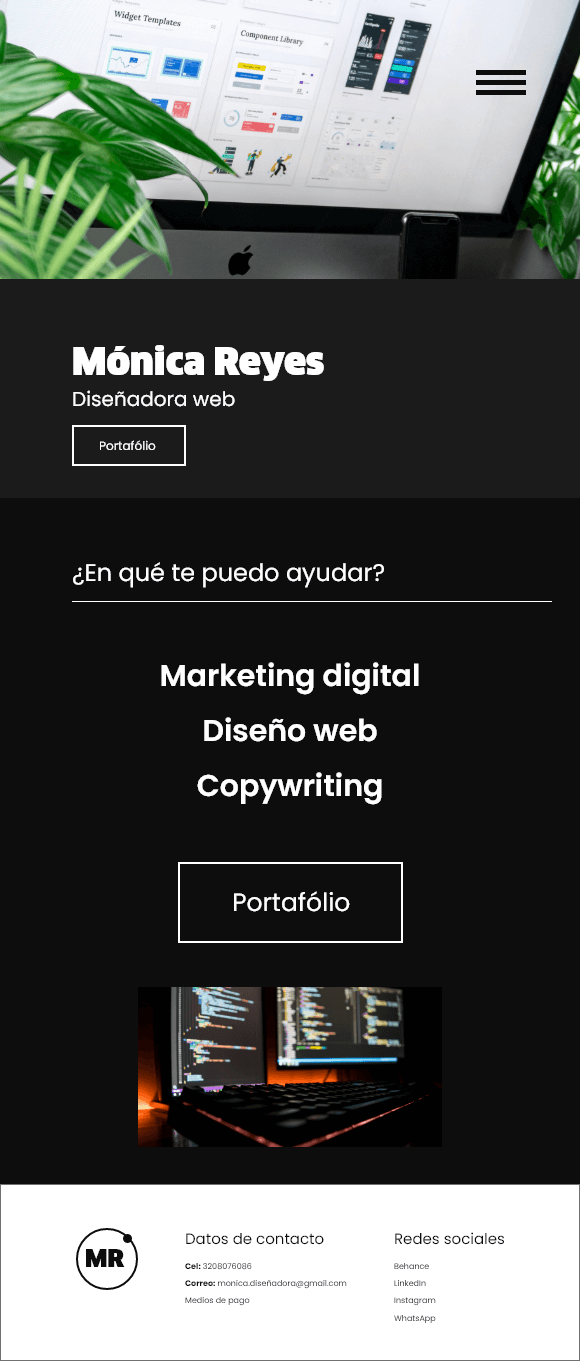 Widget Templates
Component Library
Mónica Reyes
Diseñadora web
Portafólio
¿En qué te puedo ayudar?
Marketing digital
Diseño web
Copywriting
Portafólio
MR
Datos de contacto
Cel: 3208076086
Correo: monica.diseñadora@gmail.com
Medios de pago
Redes sociales
Behance
LinkedIn
Instagram
WhatsApp